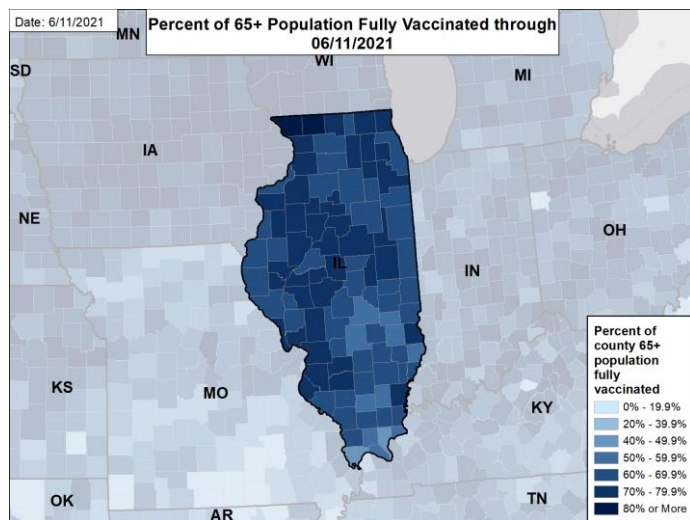 Date: 6/11/2021
Percent of 65+ Population Fully Vaccinated through
06/11/2021
MN
WI
SD
MI
IA
NE
OH
IL
IN
KS
MO
KY
OK
AR
TN
Percent of
county 65+
population
fully
vaccinated
0% - 19.9%
20% - 39.9%
40% - 49.9%
50% - 59.9%
60% - 69.9%
70% - 79.9%
80% or More